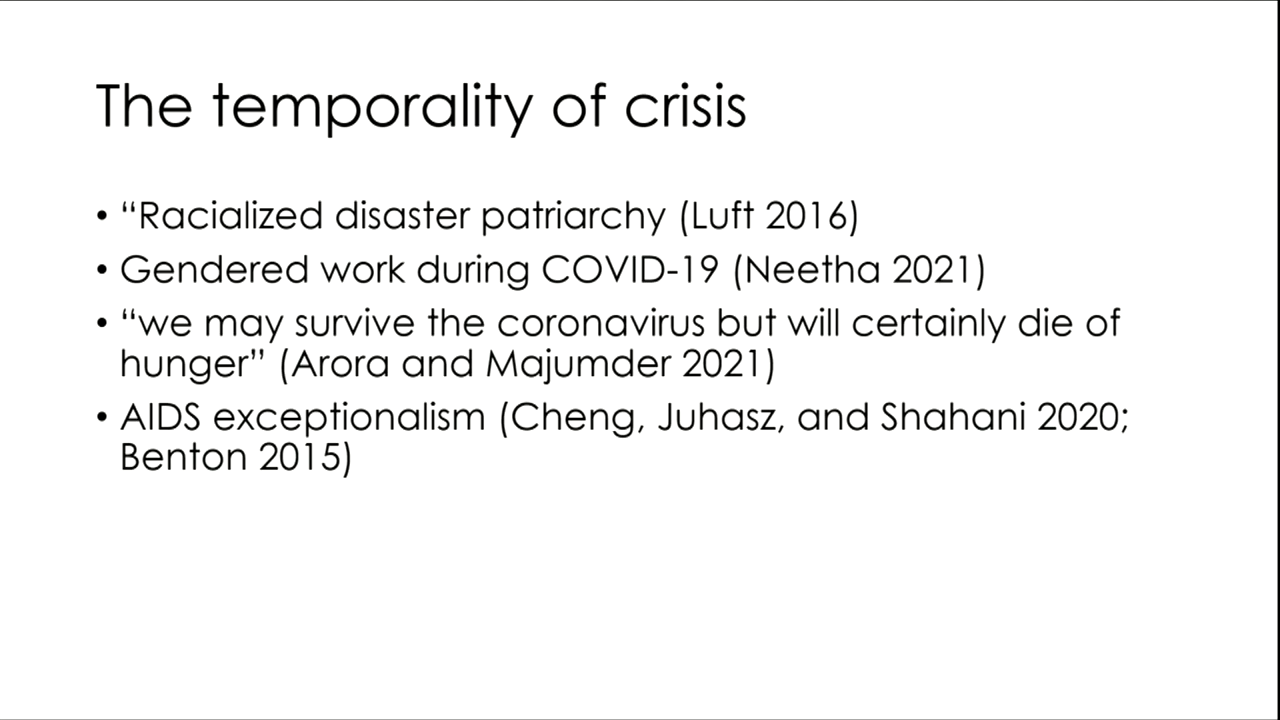 The temporality of crisis
• “Racialized disaster patriarchy (Luft 2016)
• Gendered work during COVID-19 (Neetha 2021)
• “we may survive the coronavirus but will certainly die of
hunger” (Arora and Majumder 2021)
• AIDS exceptionalism (Cheng, Juhasz, and Shahani 2020;
Benton 2015)